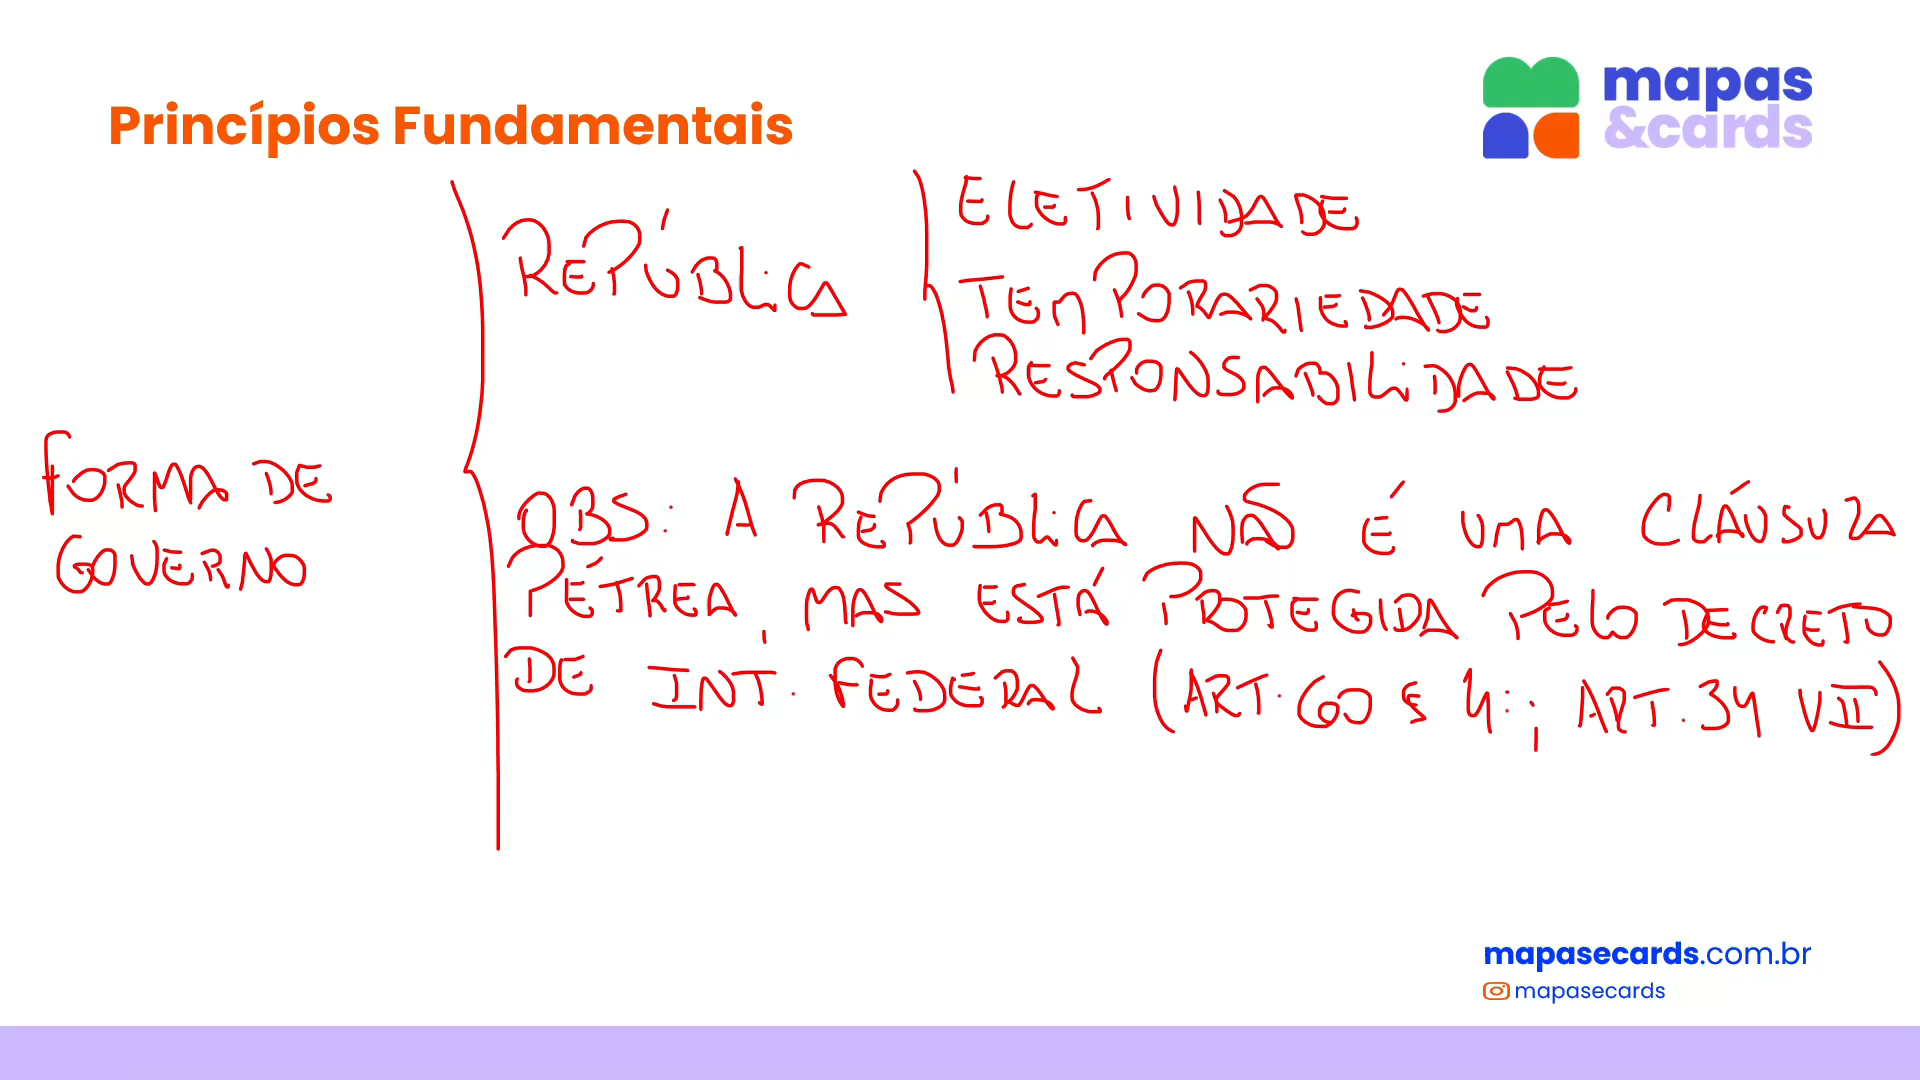 mapas
&cards
Princípios Fundamentais
REPÚBLICA
ELETIVIDADE
TEMPORARIEDADE
RESPONSABILIDADE
FORMA DE
GOVERNO
OBS: A REPÚBLICA NÃO É UMA CLÁUSULA
PÉTREA, MAS ESTÁ PROTEGIDA PELO DECRETO
DE INT. FEDERAL (ART. 60 § 4º; ART. 34 VII)
mapasecards.com.br
mapasecards